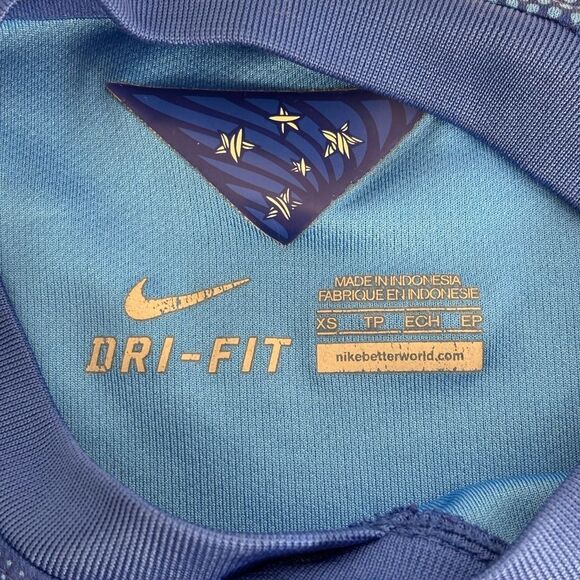 MADE IN INDONESIA
FABRIQUE EN INDONESIE
XS TP ECH EP
nikebetterworld.com
DRI-FIT